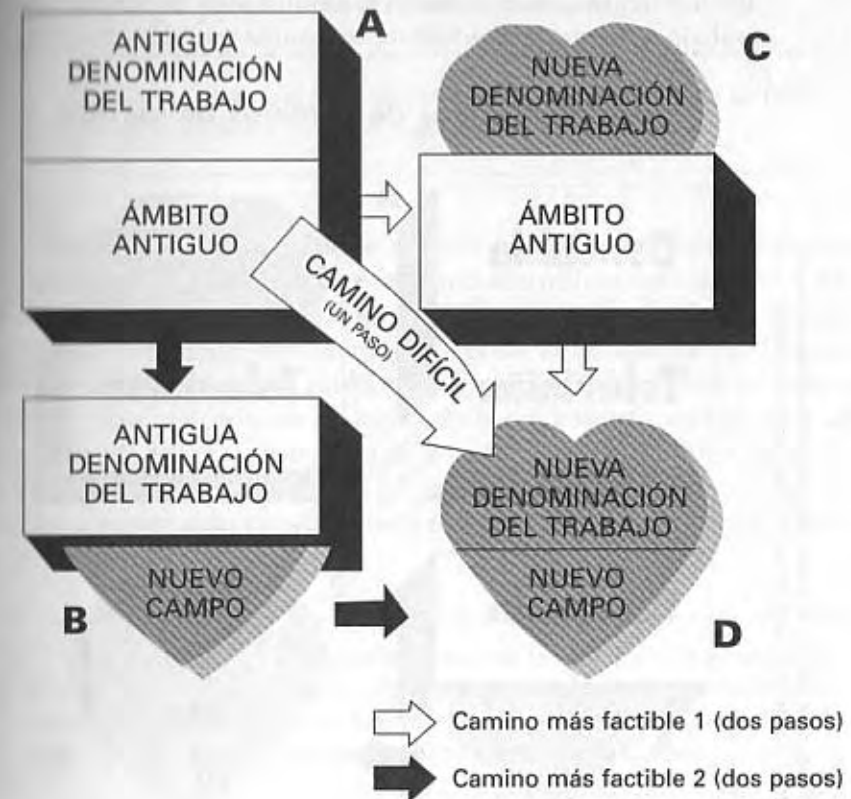 ANTIGUA
DENOMINACIÓN
DEL TRABAJO
A
ÁMBITO
ANTIGUO
NUEVA
DENOMINACIÓN
DEL TRABAJO
C
ÁMBITO
ANTIGUO
CAMINO DIFÍCIL
(UN PASO)
ANTIGUA
DENOMINACIÓN
DEL TRABAJO
NUEVO
CAMPO
B
NUEVA
DENOMINACIÓN
DEL TRABAJO
NUEVO
CAMPO
D
Camino más factible 1 (dos pasos)
Camino más factible 2 (dos pasos)